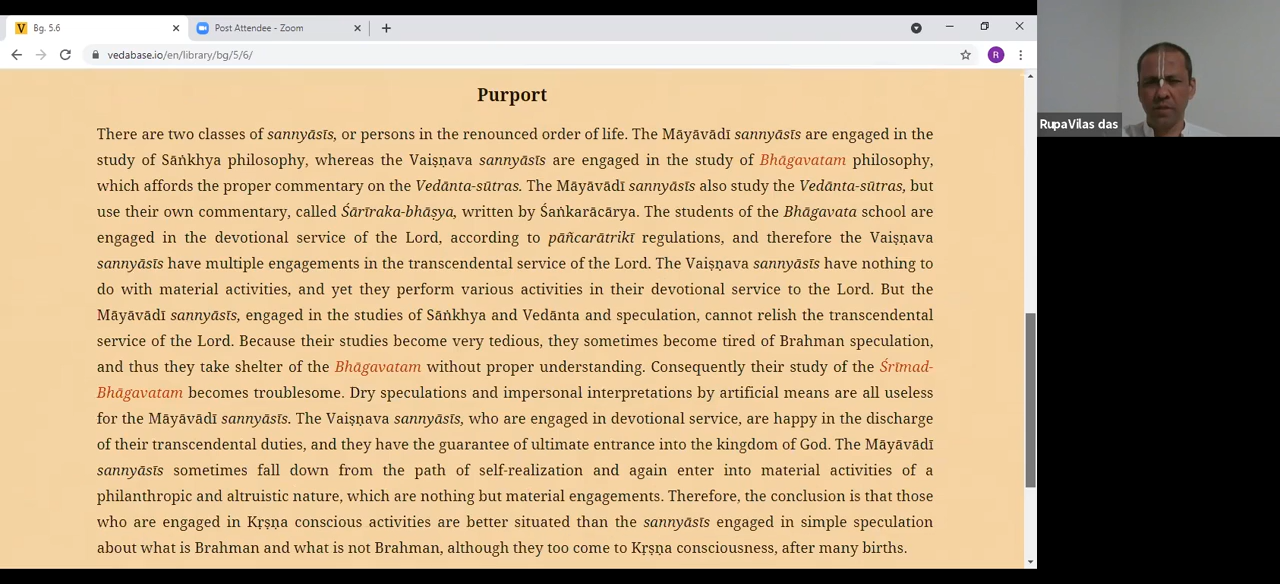 V Bg. 5.6
Post Attendee - Zoom
vedabase.io/en/library/bg/5/6/
R
RupaVilas das
Purport
There are two classes of sannyāsīs, or persons in the renounced order of life. The Māyāvādī sannyāsīs are engaged in the
study of Sāṅkhya philosophy, whereas the Vaiṣṇava sannyāsīs are engaged in the study of Bhāgavatam philosophy,
which affords the proper commentary on the Vedānta-sūtras. The Māyāvādī sannyāsīs also study the Vedānta-sūtras, but
use their own commentary, called Śārīraka-bhāṣya, written by Śaṅkarācārya. The students of the Bhāgavata school are
engaged in the devotional service of the Lord, according to pāñcarātrikī regulations, and therefore the Vaiṣṇava
sannyāsīs have multiple engagements in the transcendental service of the Lord. The Vaiṣṇava sannyāsīs have nothing to
do with material activities, and yet they perform various activities in their devotional service to the Lord. But the
Māyāvādī sannyāsīs, engaged in the studies of Sāṅkhya and Vedānta and speculation, cannot relish the transcendental
service of the Lord. Because their studies become very tedious, they sometimes become tired of Brahman speculation,
and thus they take shelter of the Bhāgavatam without proper understanding. Consequently their study of the Śrīmad-
Bhāgavatam becomes troublesome. Dry speculations and impersonal interpretations by artificial means are all useless
for the Māyāvādī sannyāsīs. The Vaiṣṇava sannyāsīs, who are engaged in devotional service, are happy in the discharge
of their transcendental duties, and they have the guarantee of ultimate entrance into the kingdom of God. The Māyāvādī
sannyāsīs sometimes fall down from the path of self-realization and again enter into material activities of a
philanthropic and altruistic nature, which are nothing but material engagements. Therefore, the conclusion is that those
who are engaged in Kṛṣṇa conscious activities are better situated than the sannyāsīs engaged in simple speculation
about what is Brahman and what is not Brahman, although they too come to Kṛṣṇa consciousness, after many births.